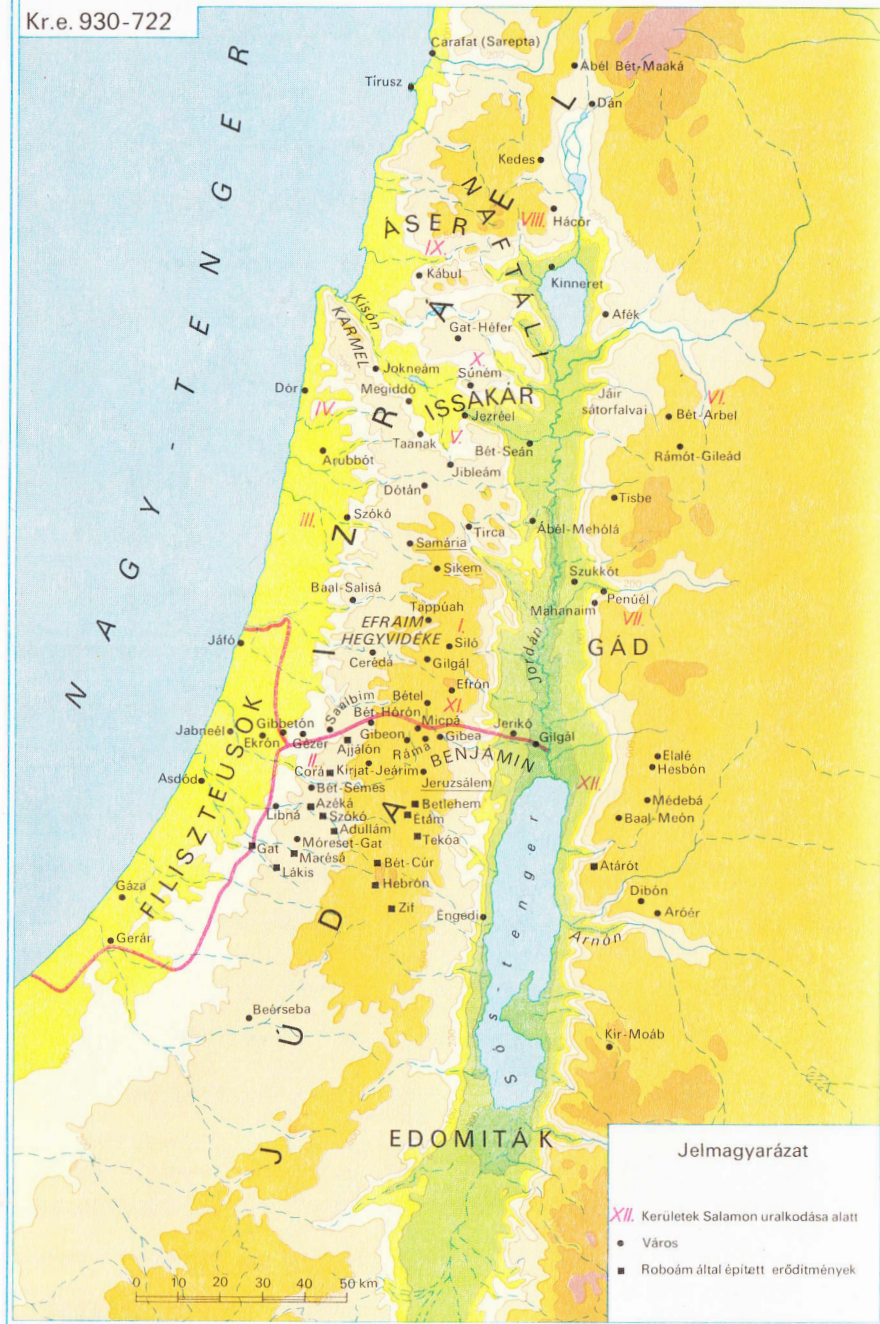 Kr.e. 930-722
NAGY-TENGER
Carafat (Sarepta)
Tírusz
Ábél Bét-Maaká
Dán
Kedes
IZRÁEL
NAFTÁLI
ÁSER
VIII.
Hácór
IX.
Kábul
Kinneret
Kisón
KARMEL
Gat-Héfer
Afék
X.
Jokneám
Súném
Dór
Megiddó
IV.
ISSAKÁR
Jezréel
Jáir
sátorfalvai
VI.
Bét-Arbel
Taanak
V.
Bét-Seán
Rámót-Gileád
Arubbót
Jibleám
Dótán
Tisbe
III.
Szókó
Tirca
Ábél-Mehólá
Samária
Sikem
Szukkót
Baal-Salisá
Penúél
Mahanaim
VII.
Tappúah
EFRAIM
HEGYVIDÉKE
I.
Siló
Jordán
GÁD
Jáfó
Ceredá
Gilgál
Efrón
Bétel
XI.
Saalbim
Bét-Hórón
Micpá
Jerikó
Jabneél
Gibbetón
Ekrón
Gézer
Gibeon
Gibea
Gilgál
Ajjálón
Ráma
BENJÁMIN
II.
Corá
Kirjat-Jeárim
Elalé
Hesbón
Asdód
Bét-Semes
Jeruzsálem
XII.
FILISZTEUSOK
Libná
Azéká
Betlehem
Médebá
Szókó
Étám
Baal-Meón
Adullám
Móreset-Gat
Tekóa
Gat
Marésá
Lákis
Bét-Cúr
Atárót
Hebrón
Gáza
Zif
Dibón
Éngedi
Aróér
Gerár
Arnón
Sós-tenger
JÚDA
Beérseba
Kir-Moáb
EDOMITÁK
Jelmagyarázat
XII. Kerületek Salamon uralkodása alatt
Város
Roboám által épített erődítmények
0 10 20 30 40 50 km